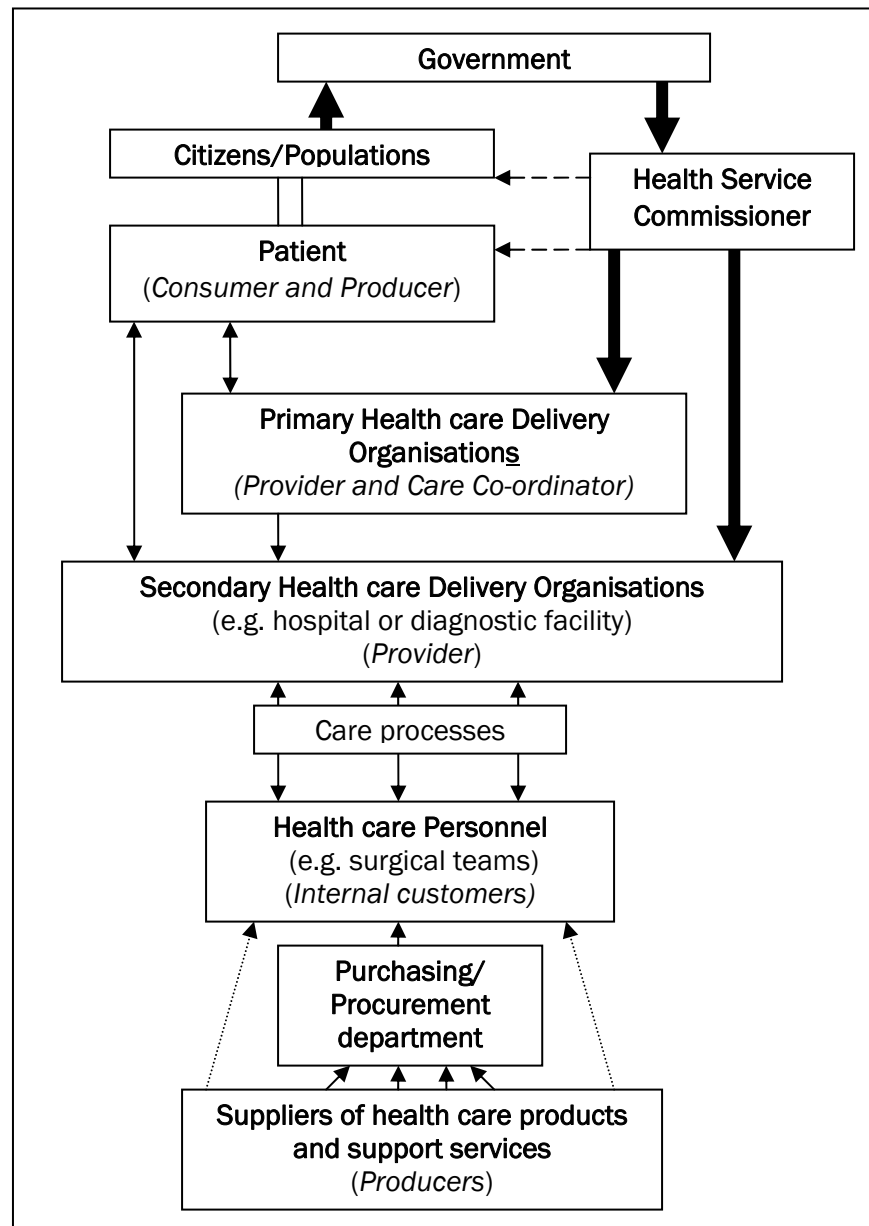 Government
Citizens/Populations
Health Service
Commissioner
Patient
(Consumer and Producer)
Primary Health care Delivery
Organisations
(Provider and Care Co-ordinator)
Secondary Health care Delivery Organisations
(e.g. hospital or diagnostic facility)
(Provider)
Care processes
Health care Personnel
(e.g. surgical teams)
(Internal customers)
Purchasing/
Procurement
department
Suppliers of health care products
and support services
(Producers)